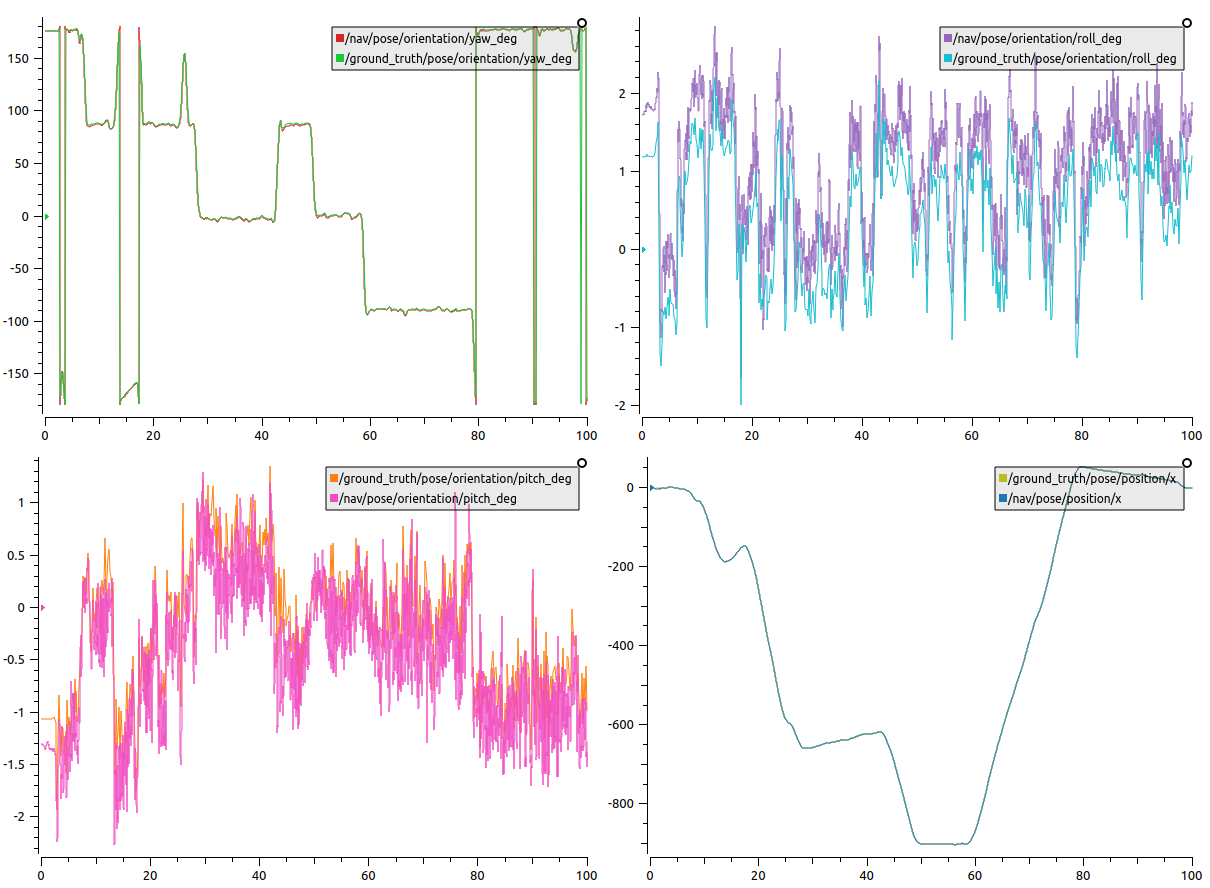 /nav/pose/orientation/yaw_deg
/ground_truth/pose/orientation/yaw_deg
150
100
50
0
-50
-100
-150
0 20 40 60 80 100
/nav/pose/orientation/roll_deg
/ground_truth/pose/orientation/roll_deg
2
1
0
-1
-2
0 20 40 60 80 100
/ground_truth/pose/orientation/pitch_deg
/nav/pose/orientation/pitch_deg
1
0.5
0
-0.5
-1
-1.5
-2
0 20 40 60 80 100
/ground_truth/pose/position/x
/nav/pose/position/x
0
-200
-400
-600
-800
0 20 40 60 80 100